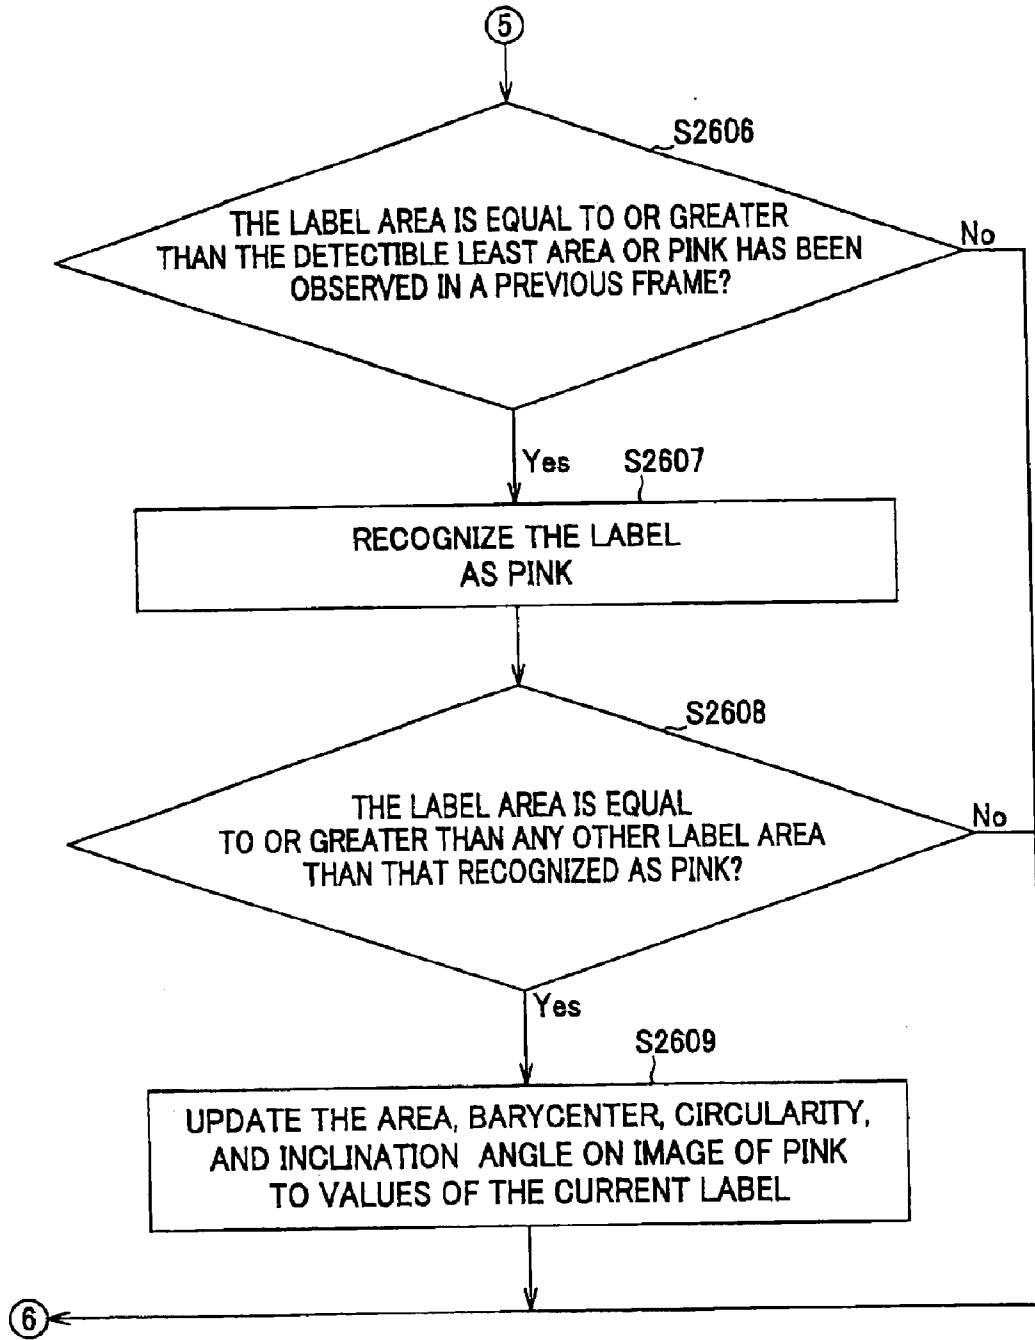 5
S2606
THE LABEL AREA IS EQUAL TO OR GREATER
THAN THE DETECTIBLE LEAST AREA OR PINK HAS BEEN
OBSERVED IN A PREVIOUS FRAME?
No
Yes
S2607
RECOGNIZE THE LABEL
AS PINK
S2608
THE LABEL AREA IS EQUAL
TO OR GREATER THAN ANY OTHER LABEL AREA
THAN THAT RECOGNIZED AS PINK?
No
Yes
S2609
UPDATE THE AREA, BARYCENTER, CIRCULARITY,
AND INCLINATION ANGLE ON IMAGE OF PINK
TO VALUES OF THE CURRENT LABEL
6